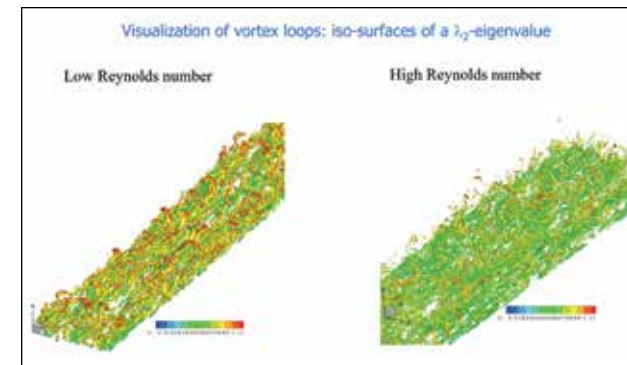 Visualization of vortex loops: iso-surfaces of a λ₂-eigenvalue
Low Reynolds number
High Reynolds number